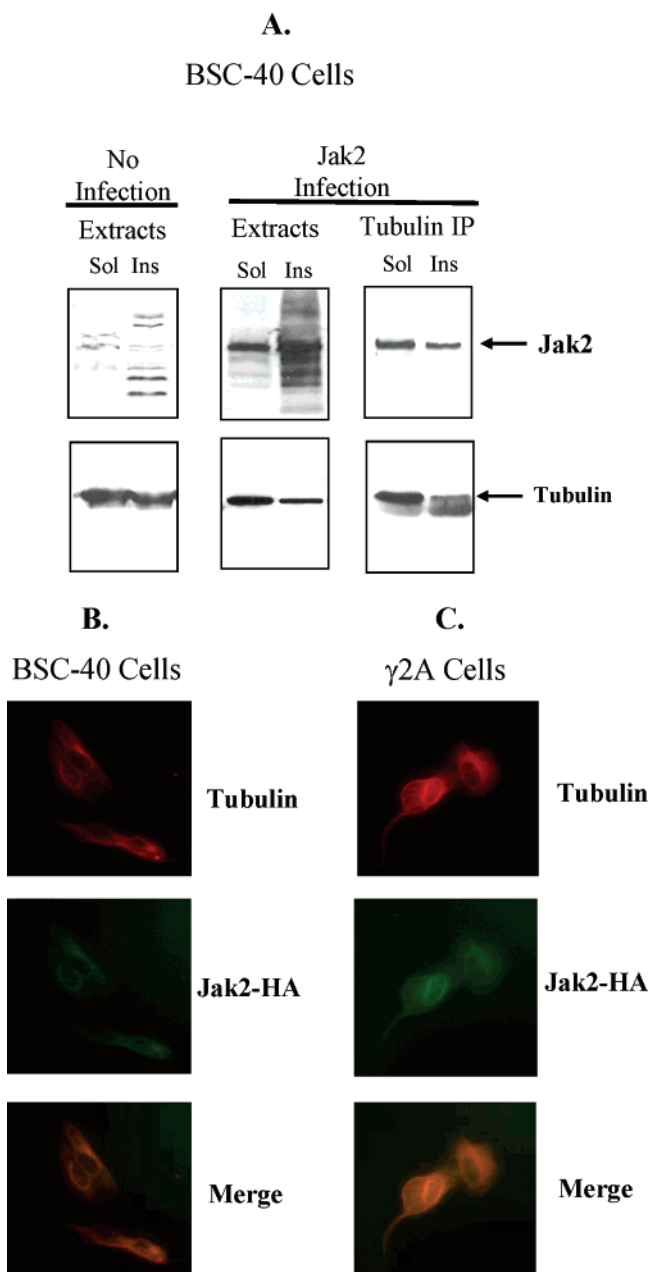 A.
BSC-40 Cells
No
Infection
Jak2
Infection
Extracts
Extracts
Tubulin IP
Sol Ins
Sol Ins
Sol Ins
Jak2
Tubulin
B.
C.
BSC-40 Cells
γ2A Cells
Tubulin
Tubulin
Jak2-HA
Jak2-HA
Merge
Merge